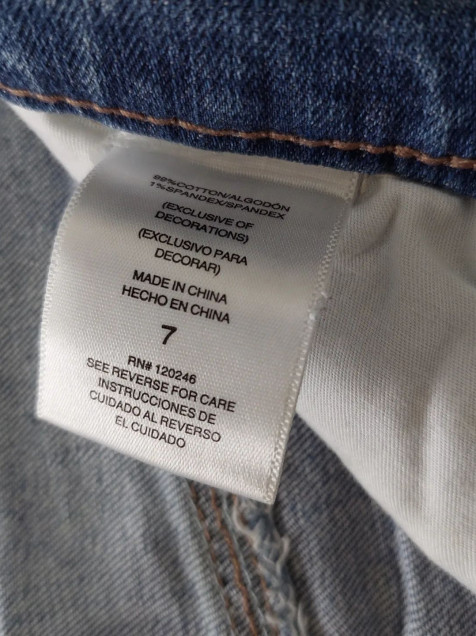 99%COTTON/ALGODÓN
1%SPANDEX/SPANDEX
(EXCLUSIVE OF
DECORATIONS)
(EXCLUSIVO PARA
DECORAR)
MADE IN CHINA
HECHO EN CHINA
7
RN# 120246
SEE REVERSE FOR CARE
INSTRUCCIONES DE
CUIDADO AL REVERSO
EL CUIDADO